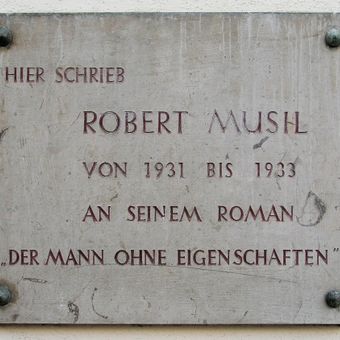 HIER SCHRIEB
ROBERT MUSIL
VON 1931 BIS 1933
AN SEINEM ROMAN
„DER MANN OHNE EIGENSCHAFTEN”